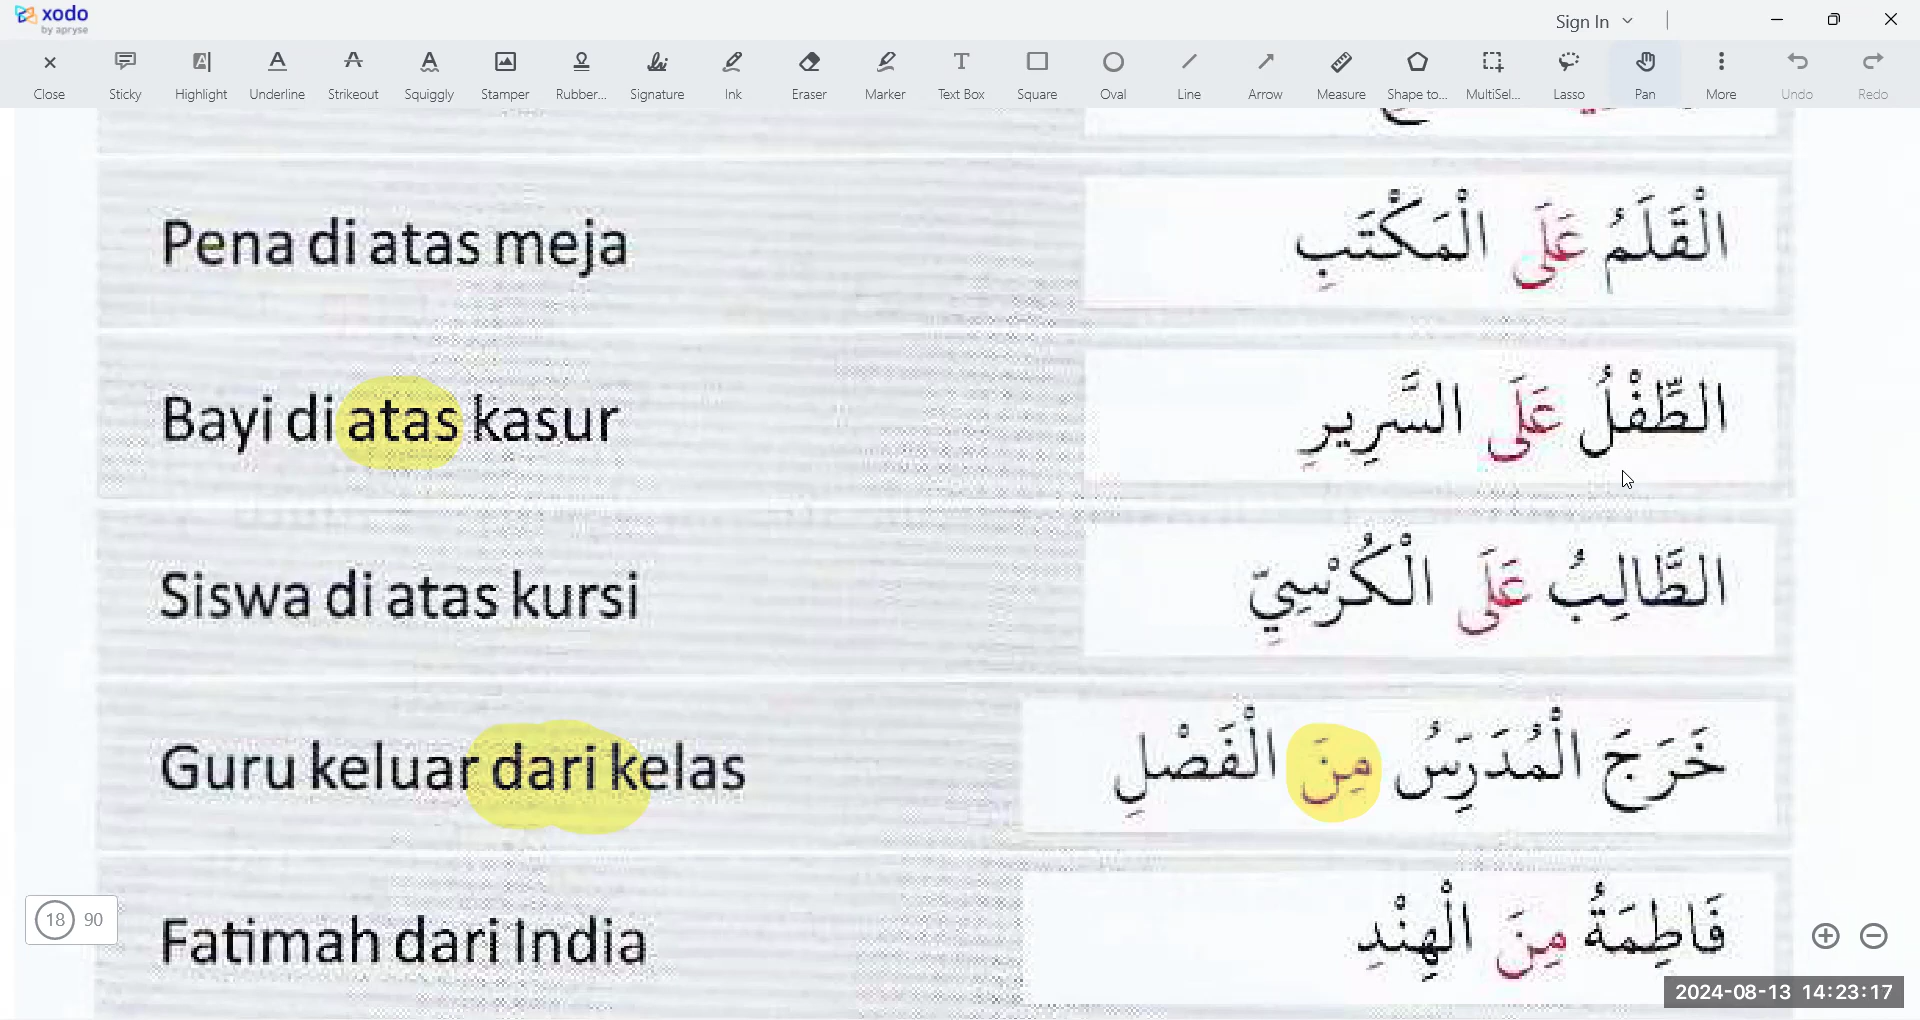 xodo
by apryse
Sign In
Close
Sticky
Highlight
Underline
Strikeout
Squiggly
Stamper
Rubber...
Signature
Ink
Eraser
Marker
Text Box
Square
Oval
Line
Arrow
Measure
Shape to...
MultiSel...
Lasso
Pan
More
Undo
Redo
Pena di atas meja
الْقَلَمُ عَلَى الْمَكْتَبِ
Bayi di atas kasur
الطِّفْلُ عَلَى السَّرِيرِ
Siswa di atas kursi
الطَّالِبُ عَلَى الْكُرْسِيِّ
Guru keluar dari kelas
خَرَجَ الْمُدَرِسُ مِنَ الْفَصْلِ
Fatimah dari India
فَاطِمَةُ مِنَ الْهِنْدِ
18 90
2024-08-13 14:23:17